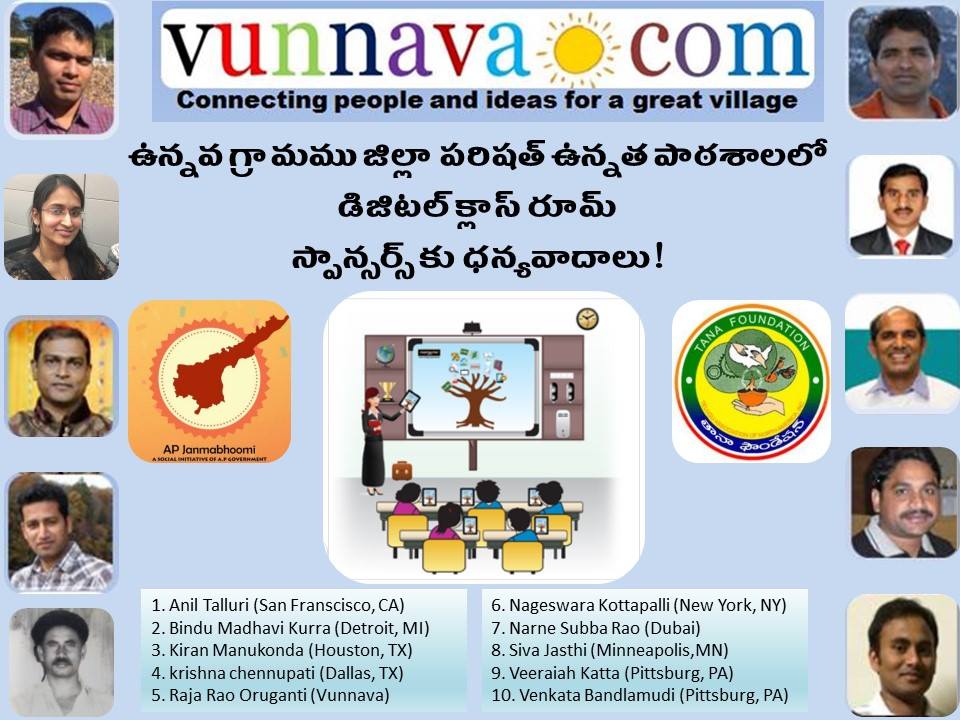 vunnava.com
Connecting people and ideas for a great village
ఉన్నవ గ్రామము జిల్లా పరిషత్ ఉన్నత పాఠశాలలో
డిజిటల్ క్లాస్ రూమ్
స్పాన్సర్స్ కు ధన్యవాదాలు!
AP Janmabhoomi
A SOCIAL INITIATIVE OF A.P GOVERNMENT
TANA FOUNDATION
తానా ఫౌండేషన్
1. Anil Talluri (San Franscisco, CA)
2. Bindu Madhavi Kurra (Detroit, MI)
3. Kiran Manukonda (Houston, TX)
4. krishna chennupati (Dallas, TX)
5. Raja Rao Oruganti (Vunnava)
6. Nageswara Kottapalli (New York, NY)
7. Narne Subba Rao (Dubai)
8. Siva Jasthi (Minneapolis,MN)
9. Veeraiah Katta (Pittsburg, PA)
10. Venkata Bandlamudi (Pittsburg, PA)